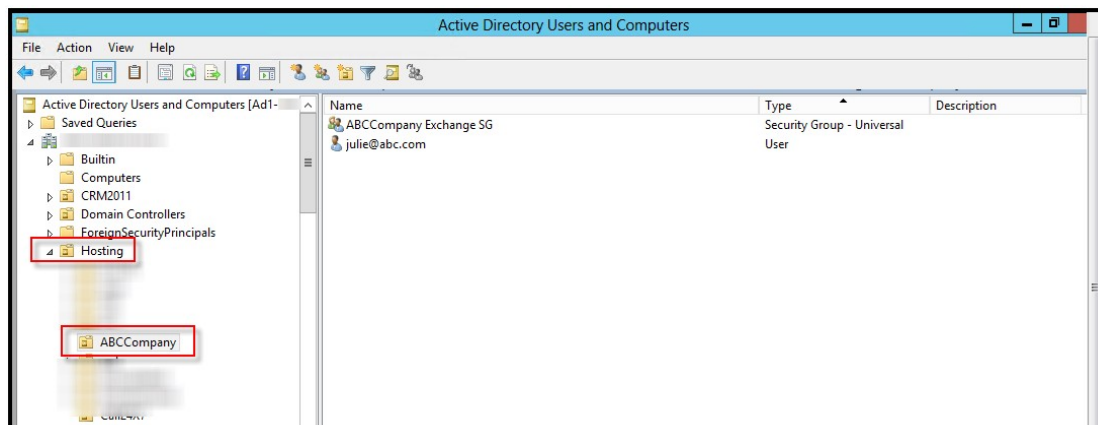 Active Directory Users and Computers
File Action View Help
Active Directory Users and Computers [Ad1-
Saved Queries
Builtin
Computers
CRM2011
Domain Controllers
ForeignSecurityPrincipals
Hosting
ABCCompany
Name Type Description
ABCCompany Exchange SG Security Group - Universal
julie@abc.com User